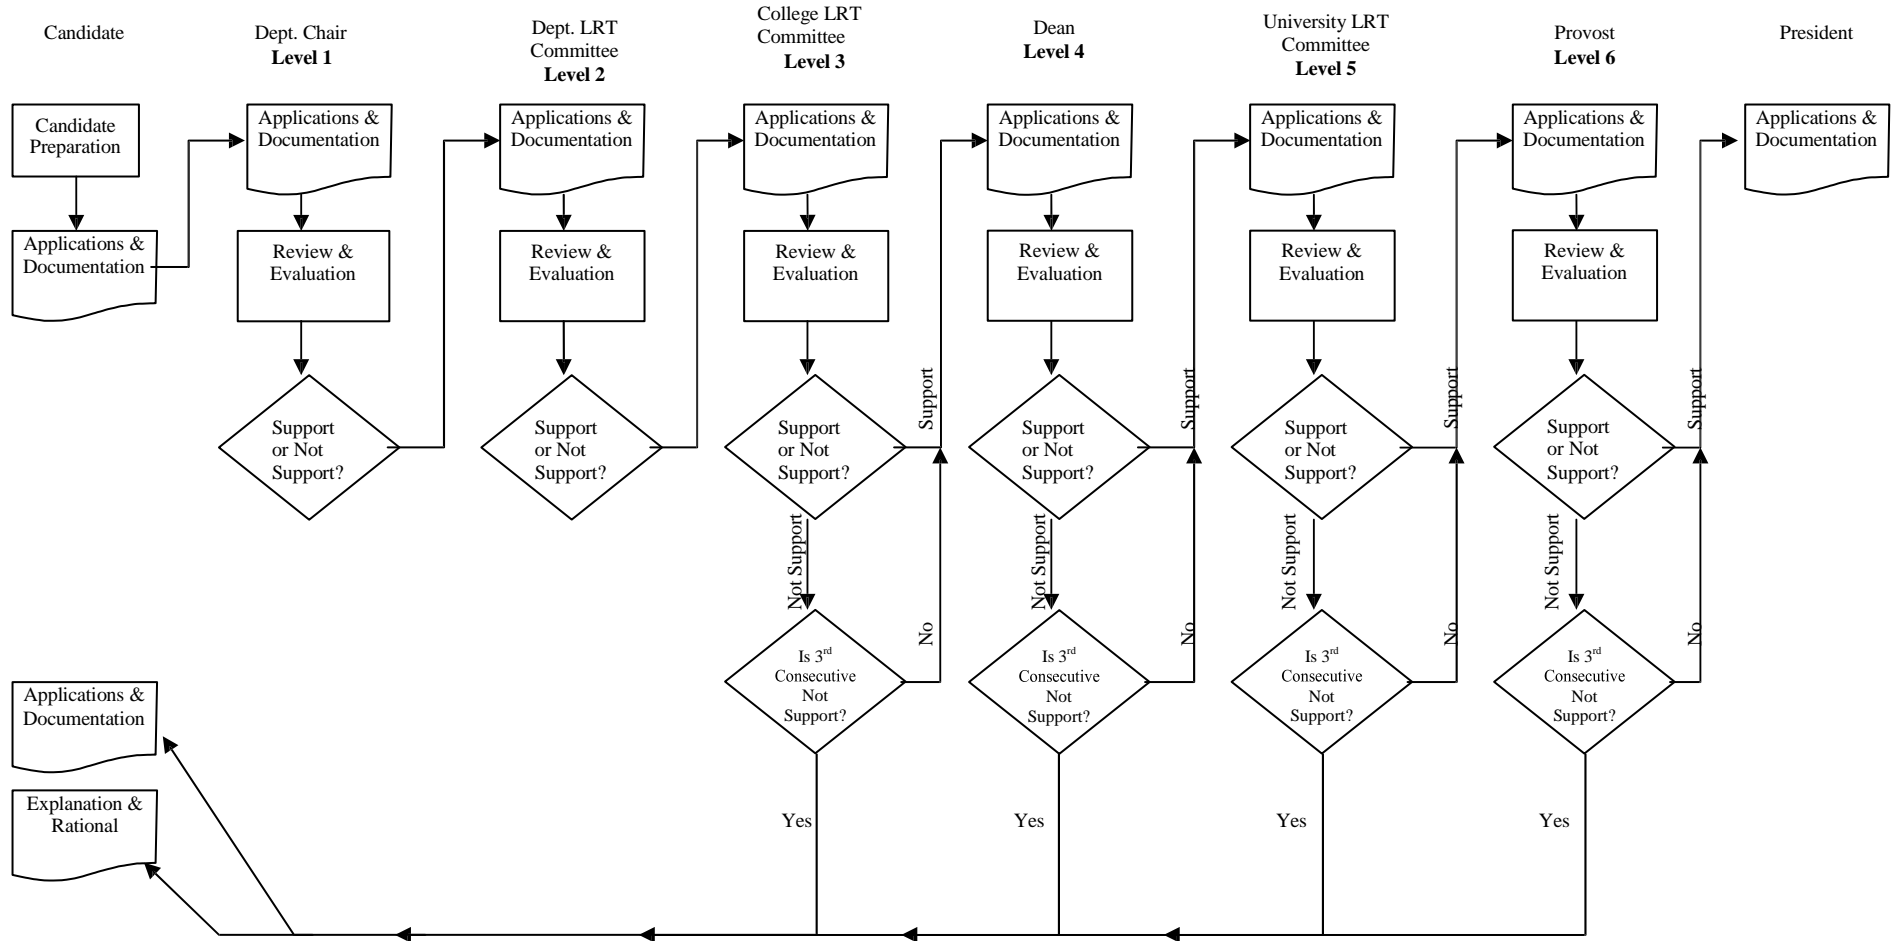 Candidate
Dept. Chair
Level 1
Dept. LRT
Committee
Level 2
College LRT
Committee
Level 3
Dean
Level 4
University LRT
Committee
Level 5
Provost
Level 6
President
Candidate
Preparation
Applications &
Documentation
Applications &
Documentation
Review &
Evaluation
Support
or Not
Support?
Applications &
Documentation
Review &
Evaluation
Support
or Not
Support?
Applications &
Documentation
Review &
Evaluation
Support
or Not
Support?
Support
Not Support
Is 3rd
Consecutive
Not
Support?
No
Yes
Applications &
Documentation
Review &
Evaluation
Support
or Not
Support?
Support
Not Support
Is 3rd
Consecutive
Not
Support?
No
Yes
Applications &
Documentation
Review &
Evaluation
Support
or Not
Support?
Support
Not Support
Is 3rd
Consecutive
Not
Support?
No
Yes
Applications &
Documentation
Review &
Evaluation
Support
or Not
Support?
Support
Not Support
Is 3rd
Consecutive
Not
Support?
No
Yes
Applications &
Documentation
Applications &
Documentation
Explanation &
Rational